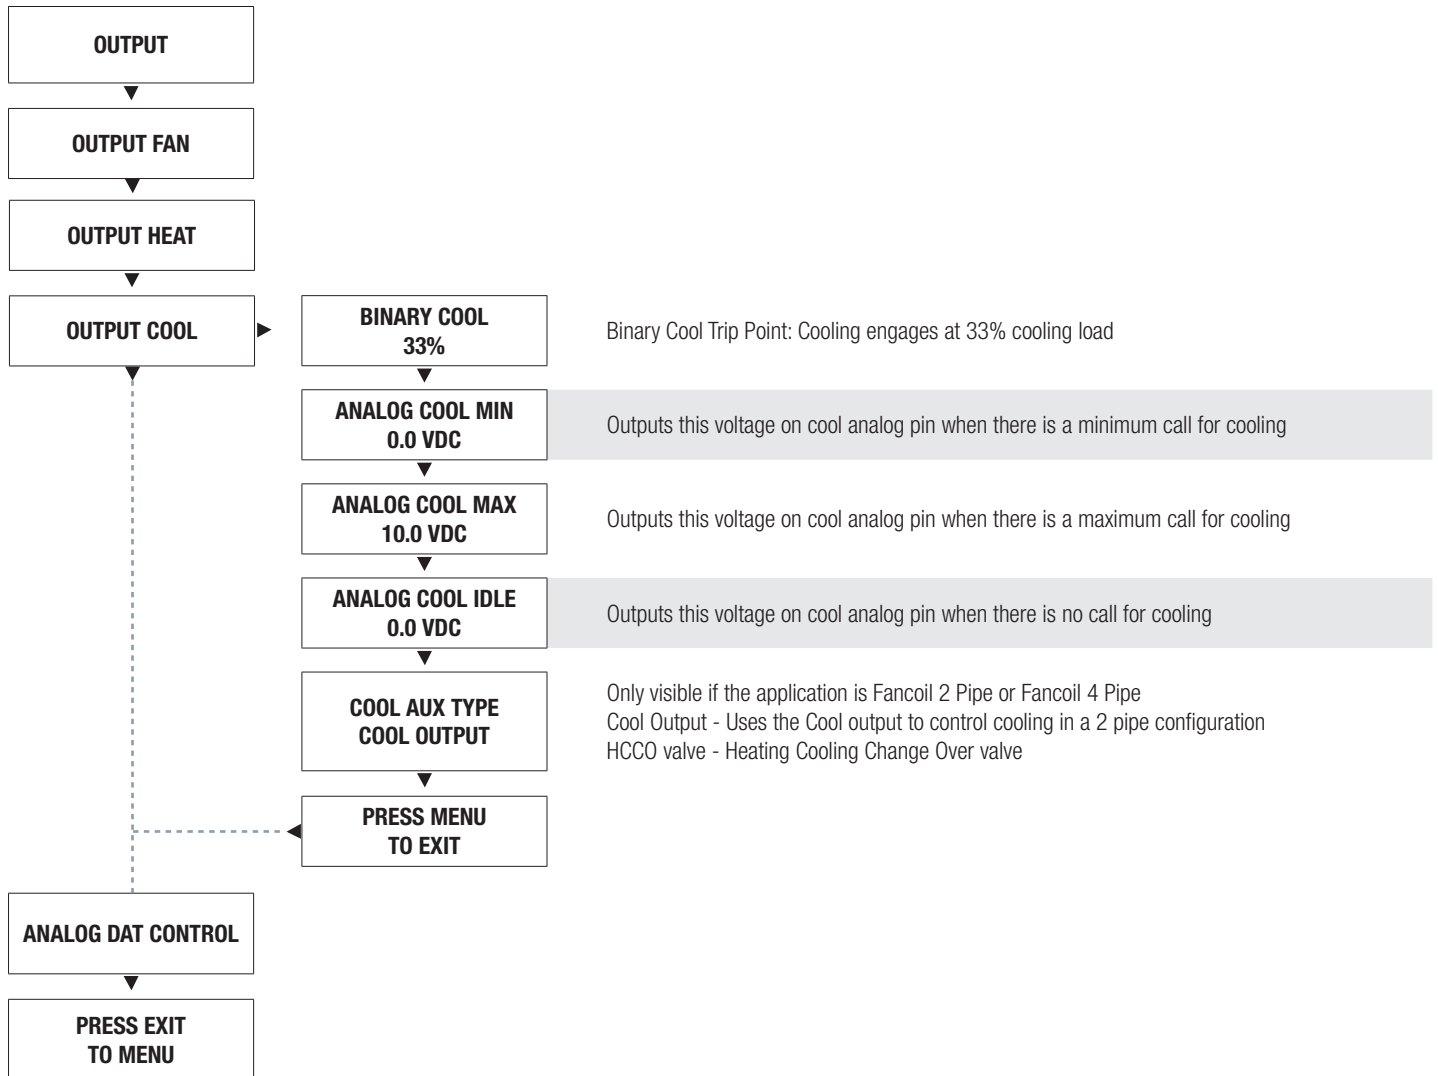 OUTPUT
OUTPUT FAN
OUTPUT HEAT
OUTPUT COOL
BINARY COOL
33%
Binary Cool Trip Point: Cooling engages at 33% cooling load
ANALOG COOL MIN
0.0 VDC
Outputs this voltage on cool analog pin when there is a minimum call for cooling
ANALOG COOL MAX
10.0 VDC
Outputs this voltage on cool analog pin when there is a maximum call for cooling
ANALOG COOL IDLE
0.0 VDC
Outputs this voltage on cool analog pin when there is no call for cooling
COOL AUX TYPE
COOL OUTPUT
Only visible if the application is Fancoil 2 Pipe or Fancoil 4 Pipe
Cool Output - Uses the Cool output to control cooling in a 2 pipe configuration
HCCO valve - Heating Cooling Change Over valve
PRESS MENU
TO EXIT
ANALOG DAT CONTROL
PRESS EXIT
TO MENU